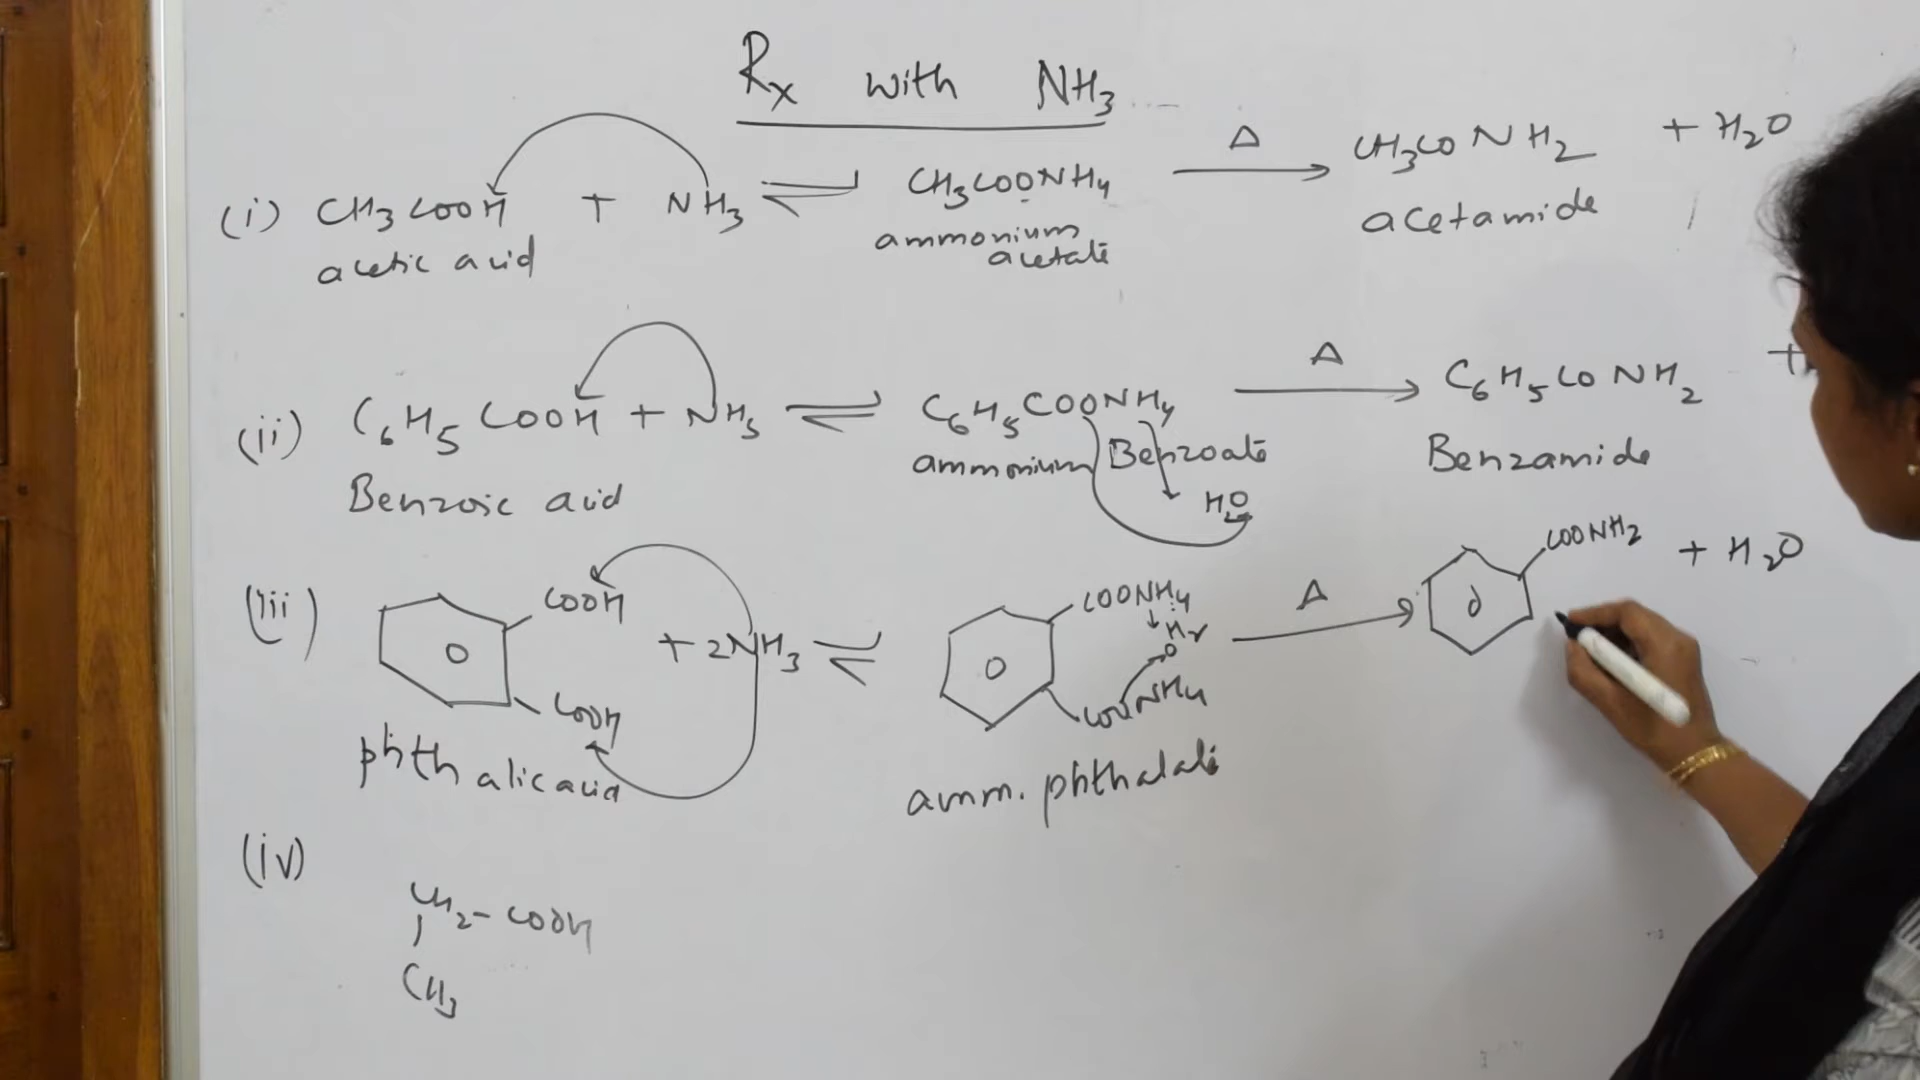 Rx with NH3
(i) CH3COOH + NH3 ⇌ CH3COONH4 →Δ CH3CONH2 + H2O
acetic acid ammonium acetate acetamide
(ii) C6H5COOH + NH3 ⇌ C6H5COONH4 →Δ C6H5CONH2 +
Benzoic acid ammonium Benzoate Benzamide
H2O
(iii) COOH COOH + 2NH3 ⇌ COONH4 COONH4 →Δ COONH2 + H2O
phthalic acid amm. phthalate
(iv)
CH2-COOH
CH3